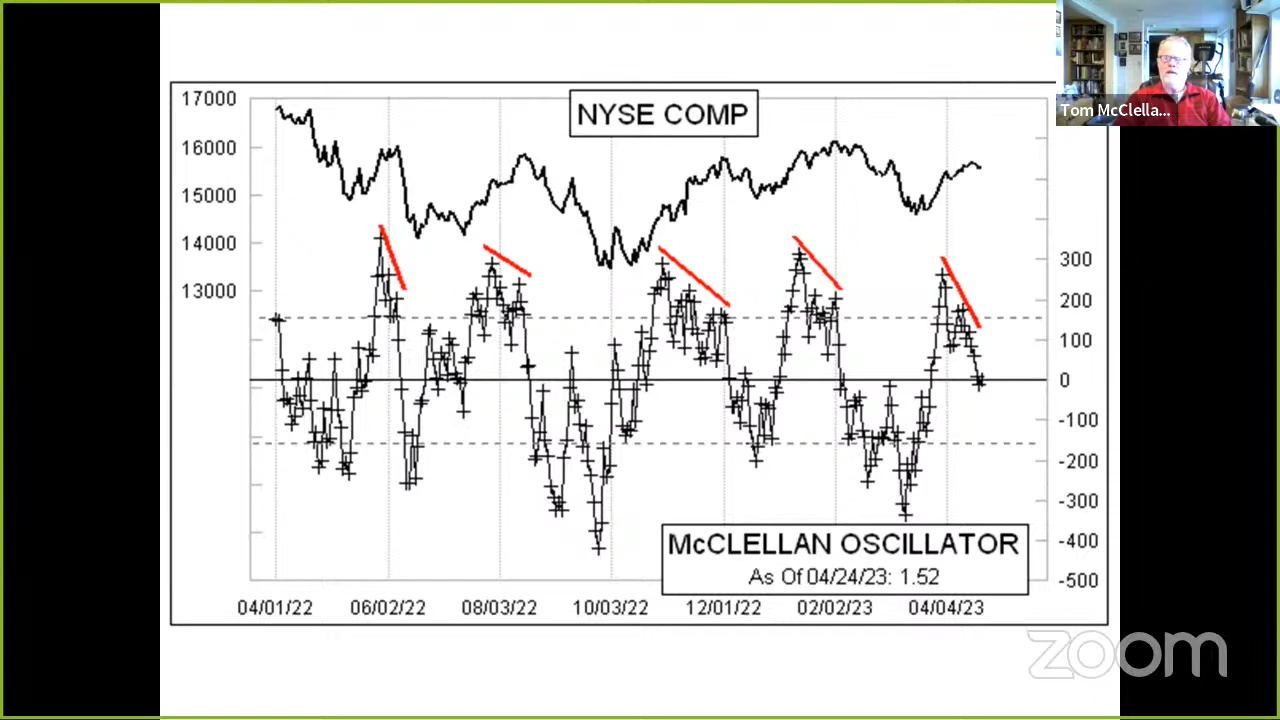 Tom McClella...
NYSE COMP
17000
16000
15000
14000
13000
300
200
100
0
-100
-200
-300
-400
-500
McCLELLAN OSCILLATOR
As Of 04/24/23: 1.52
04/01/22 06/02/22 08/03/22 10/03/22 12/01/22 02/02/23 04/04/23
zoom